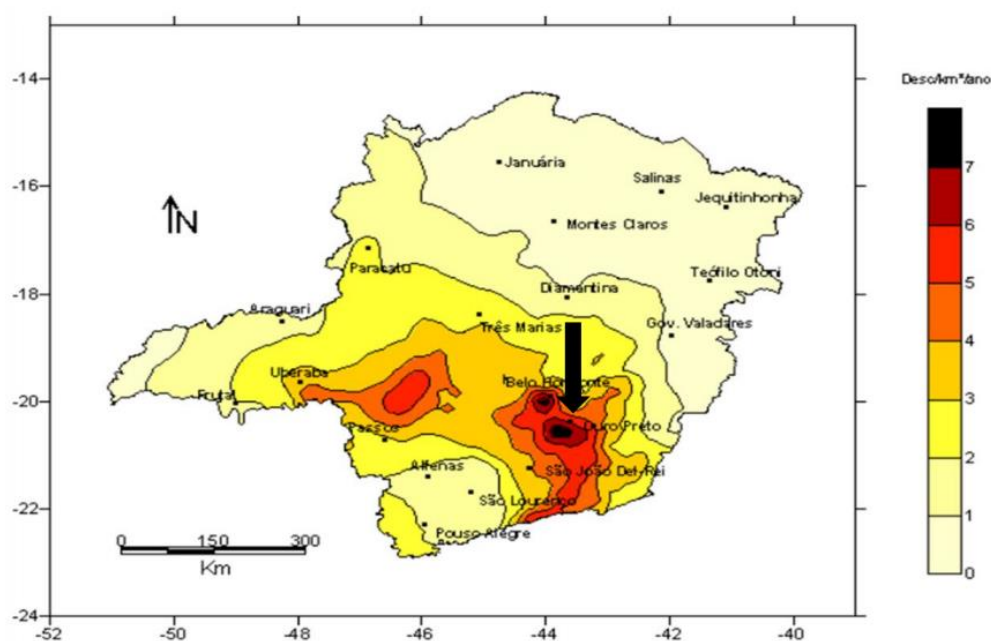 Desc/km²/ano
-14
-16
-18
-20
-22
-24
-52
-50
-48
-46
-44
-42
-40
N
Januária
Salinas
Jequitinhonha
Montes Claros
Teófilo Otoni
Paracatu
Diamantina
Araguari
Três Marias
Gov. Valadares
Uberaba
Belo Horizonte
Frutal
Ouro Preto
Passos
Alfenas
São João Del-Rei
São Lourenço
Pouso Alegre
0 150 300
Km
7
6
5
4
3
2
1
0